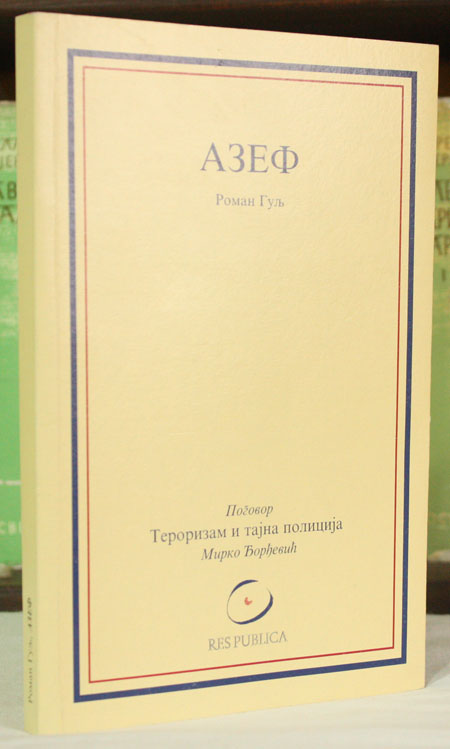 АЗЕФ
Роман Гуљ
Поговор
Тероризам и тајна полиција
Мирко Ђорђевић
RES PUBLICA
Роман Гуљ, АЗЕФ